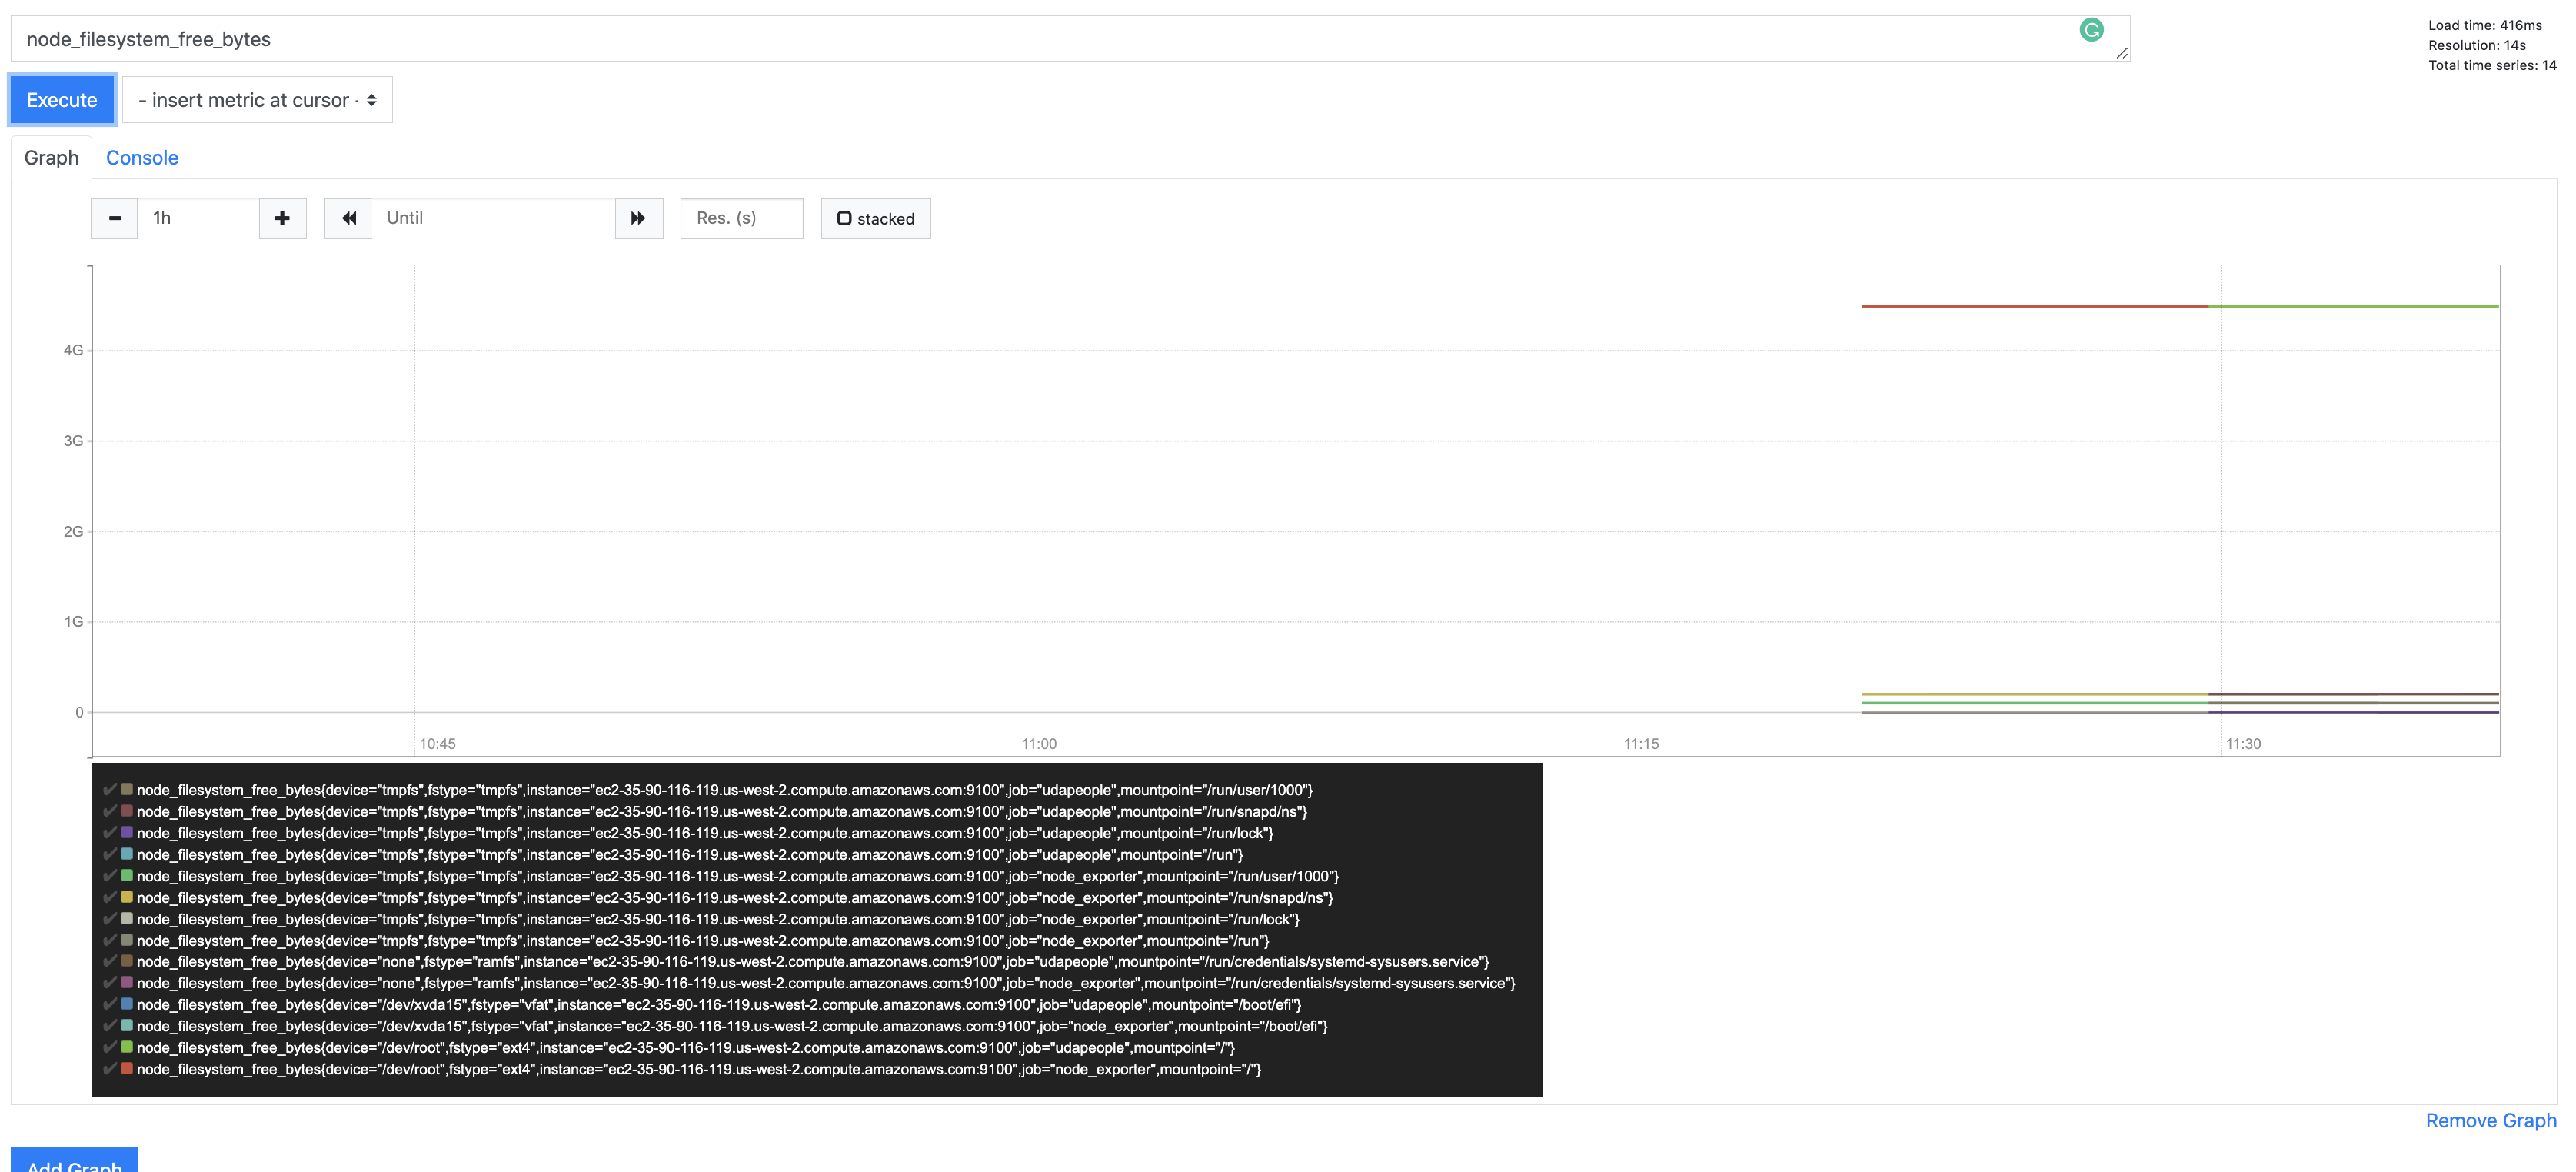 node_filesystem_free_bytes
Load time: 416ms
Resolution: 14s
Total time series: 14
Execute
- insert metric at cursor -
Graph
Console
1h
Until
Res. (s)
stacked
4G
3G
2G
1G
0
10:45
11:00
11:15
11:30
node_filesystem_free_bytes{device="tmpfs",fstype="tmpfs",instance="ec2-35-90-116-119.us-west-2.compute.amazonaws.com:9100",job="udapeople",mountpoint="/run/user/1000"}
node_filesystem_free_bytes{device="tmpfs",fstype="tmpfs",instance="ec2-35-90-116-119.us-west-2.compute.amazonaws.com:9100",job="udapeople",mountpoint="/run/snapd/ns"}
node_filesystem_free_bytes{device="tmpfs",fstype="tmpfs",instance="ec2-35-90-116-119.us-west-2.compute.amazonaws.com:9100",job="udapeople",mountpoint="/run/lock"}
node_filesystem_free_bytes{device="tmpfs",fstype="tmpfs",instance="ec2-35-90-116-119.us-west-2.compute.amazonaws.com:9100",job="udapeople",mountpoint="/run"}
node_filesystem_free_bytes{device="tmpfs",fstype="tmpfs",instance="ec2-35-90-116-119.us-west-2.compute.amazonaws.com:9100",job="node_exporter",mountpoint="/run/user/1000"}
node_filesystem_free_bytes{device="tmpfs",fstype="tmpfs",instance="ec2-35-90-116-119.us-west-2.compute.amazonaws.com:9100",job="node_exporter",mountpoint="/run/snapd/ns"}
node_filesystem_free_bytes{device="tmpfs",fstype="tmpfs",instance="ec2-35-90-116-119.us-west-2.compute.amazonaws.com:9100",job="node_exporter",mountpoint="/run/lock"}
node_filesystem_free_bytes{device="tmpfs",fstype="tmpfs",instance="ec2-35-90-116-119.us-west-2.compute.amazonaws.com:9100",job="node_exporter",mountpoint="/run"}
node_filesystem_free_bytes{device="none",fstype="ramfs",instance="ec2-35-90-116-119.us-west-2.compute.amazonaws.com:9100",job="udapeople",mountpoint="/run/credentials/systemd-sysusers.service"}
node_filesystem_free_bytes{device="none",fstype="ramfs",instance="ec2-35-90-116-119.us-west-2.compute.amazonaws.com:9100",job="node_exporter",mountpoint="/run/credentials/systemd-sysusers.service"}
node_filesystem_free_bytes{device="/dev/xvda15",fstype="vfat",instance="ec2-35-90-116-119.us-west-2.compute.amazonaws.com:9100",job="udapeople",mountpoint="/boot/efi"}
node_filesystem_free_bytes{device="/dev/xvda15",fstype="vfat",instance="ec2-35-90-116-119.us-west-2.compute.amazonaws.com:9100",job="node_exporter",mountpoint="/boot/efi"}
node_filesystem_free_bytes{device="/dev/root",fstype="ext4",instance="ec2-35-90-116-119.us-west-2.compute.amazonaws.com:9100",job="udapeople",mountpoint="/"}
node_filesystem_free_bytes{device="/dev/root",fstype="ext4",instance="ec2-35-90-116-119.us-west-2.compute.amazonaws.com:9100",job="node_exporter",mountpoint="/"}
Remove Graph
Add Graph